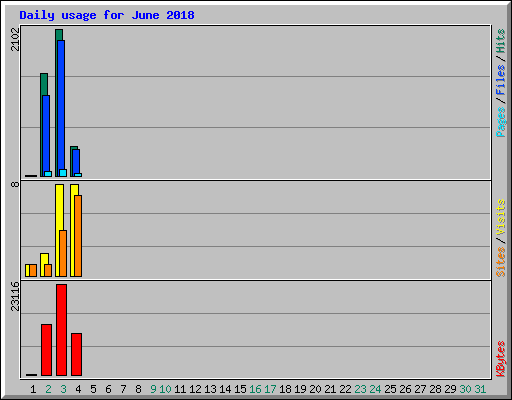 Daily usage for June 2018
2102
Pages/Files/Hits
8
Sites/Visits
23116
KBytes
1 2 3 4 5 6 7 8 9 10 11 12 13 14 15 16 17 18 19 20 21 22 23 24 25 26 27 28 29 30 31